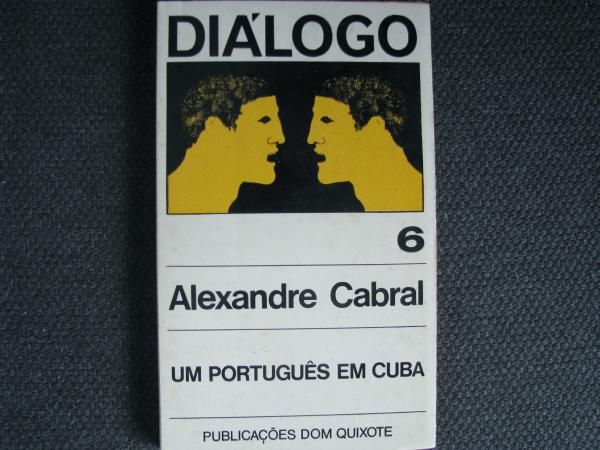 DIÁLOGO
6
Alexandre Cabral
UM PORTUGUÊS EM CUBA
PUBLICAÇÕES DOM QUIXOTE